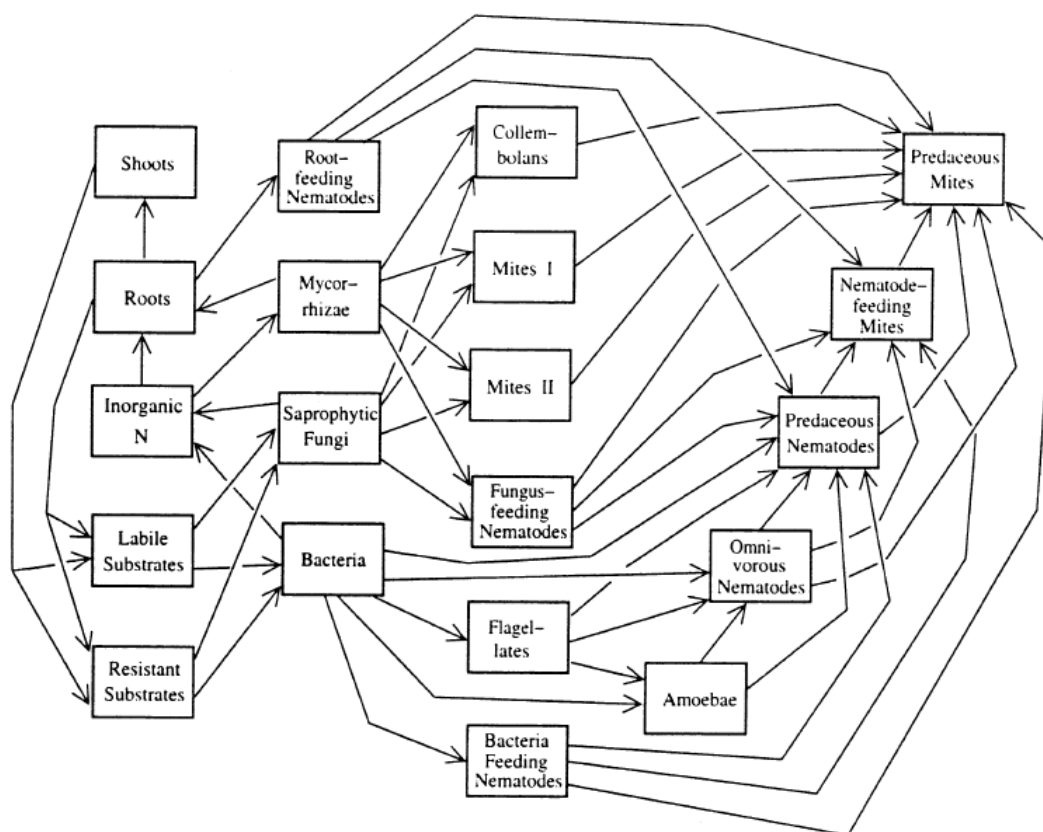 Shoots
Roots
Inorganic
N
Labile
Substrates
Resistant
Substrates
Root-
feeding
Nematodes
Mycor-
rhizae
Saprophytic
Fungi
Bacteria
Collem-
bolans
Mites I
Mites II
Fungus-
feeding
Nematodes
Flagel-
lates
Bacteria
Feeding
Nematodes
Amoebae
Omni-
vorous
Nematodes
Predaceous
Nematodes
Nematode-
feeding
Mites
Predaceous
Mites